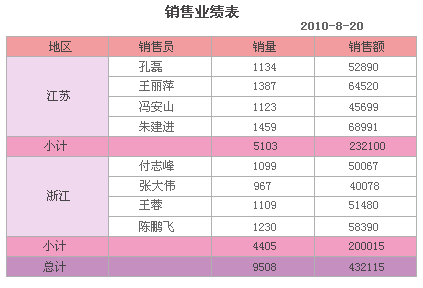 销售业绩表
2010-8-20
地区 销售员 销量 销售额
江苏 孔磊 1134 52890
王丽萍 1387 64520
冯安山 1123 45699
朱建进 1459 68991
小计 5103 232100
浙江 付志峰 1099 50067
张大伟 967 40078
王蓉 1109 51480
陈鹏飞 1230 58390
小计 4405 200015
总计 9508 432115